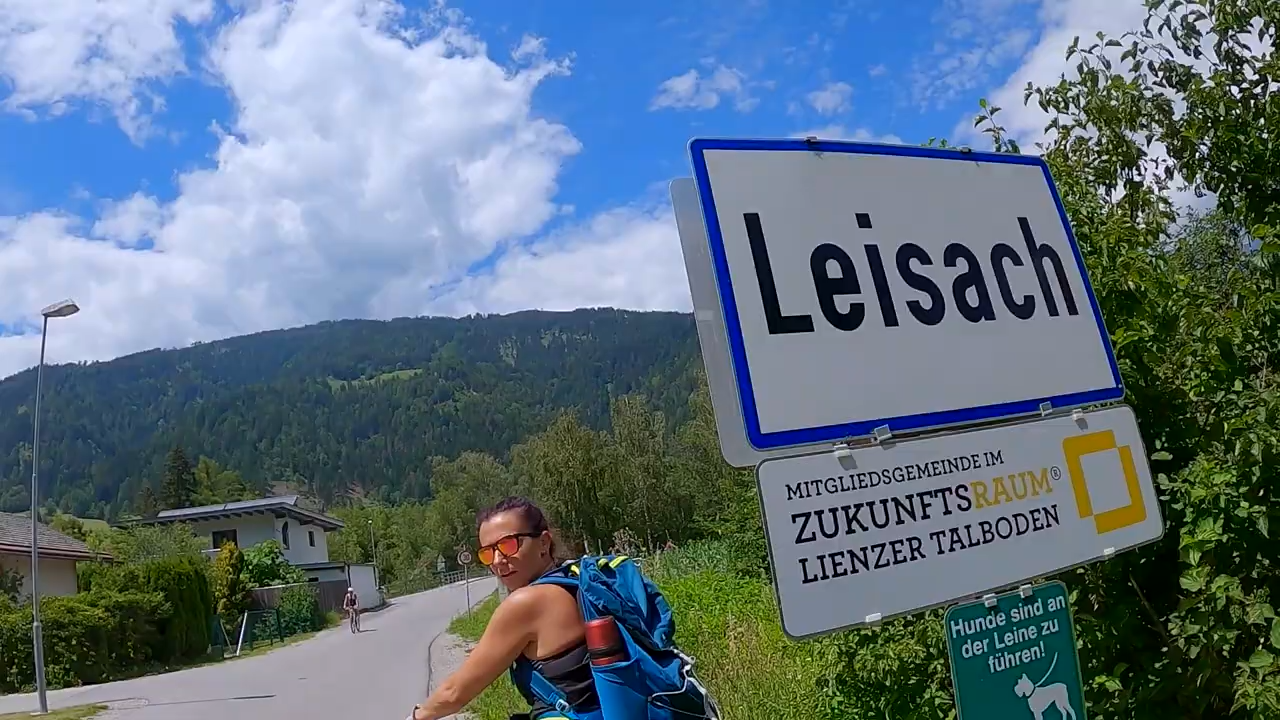 Leisach
MITGLIEDSGEMEINDE IM
ZUKUNFTSRAUM®
LIENZER TALBODEN
Hunde sind an
der Leine zu
führen!